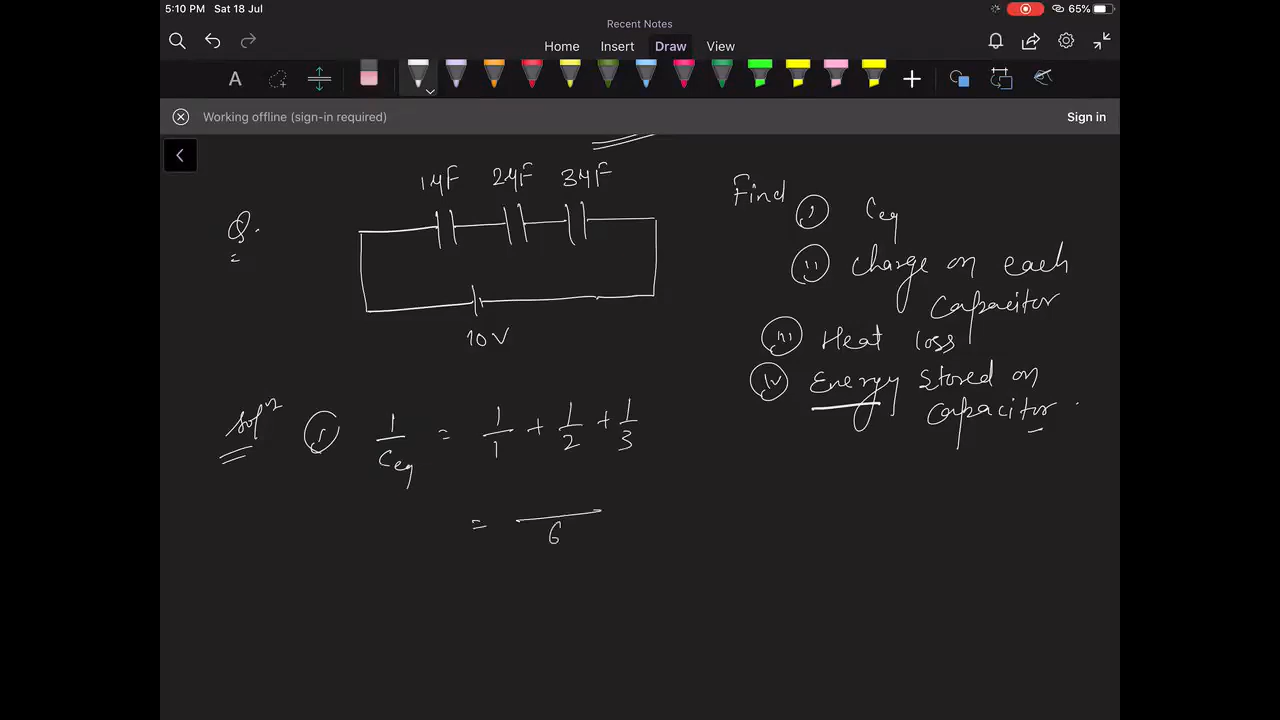 5:10 PM Sat 18 Jul
65%
Recent Notes
Home Insert Draw View
A
Working offline (sign-in required)
Sign in
1μF 2μF 3μF
Q.
10V
Find
(i) Ceq
(ii) Charge on each
Capacitor
(iii) Heat loss
(iv) Energy Stored on
Capacitor.
Solⁿ (i) 1/Ceq = 1/1 + 1/2 + 1/3
= /6